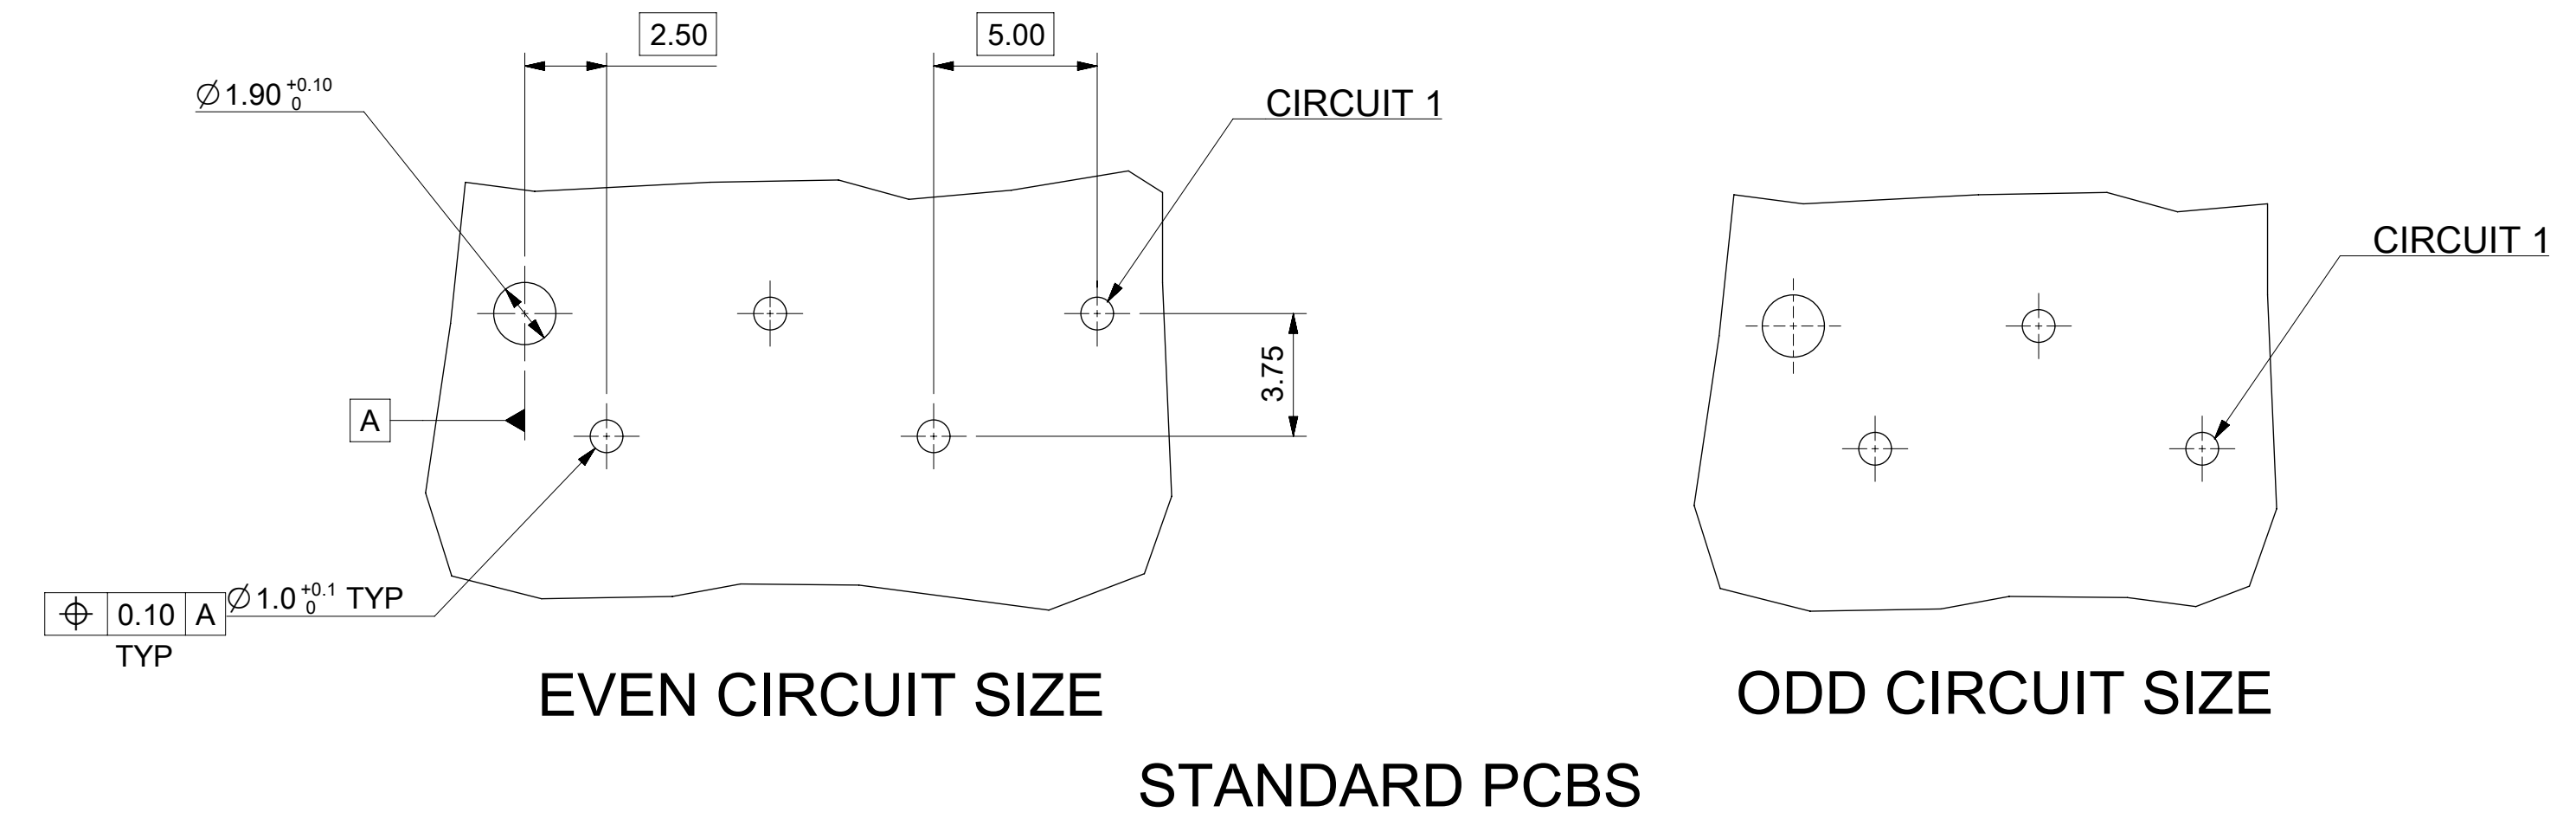 2.50
5.00
⌀1.90 +0.10 0
CIRCUIT 1
CIRCUIT 1
3.75
A
⌀1.0 +0.1 0 TYP
⌖ 0.10 A
TYP
EVEN CIRCUIT SIZE
ODD CIRCUIT SIZE
STANDARD PCBS